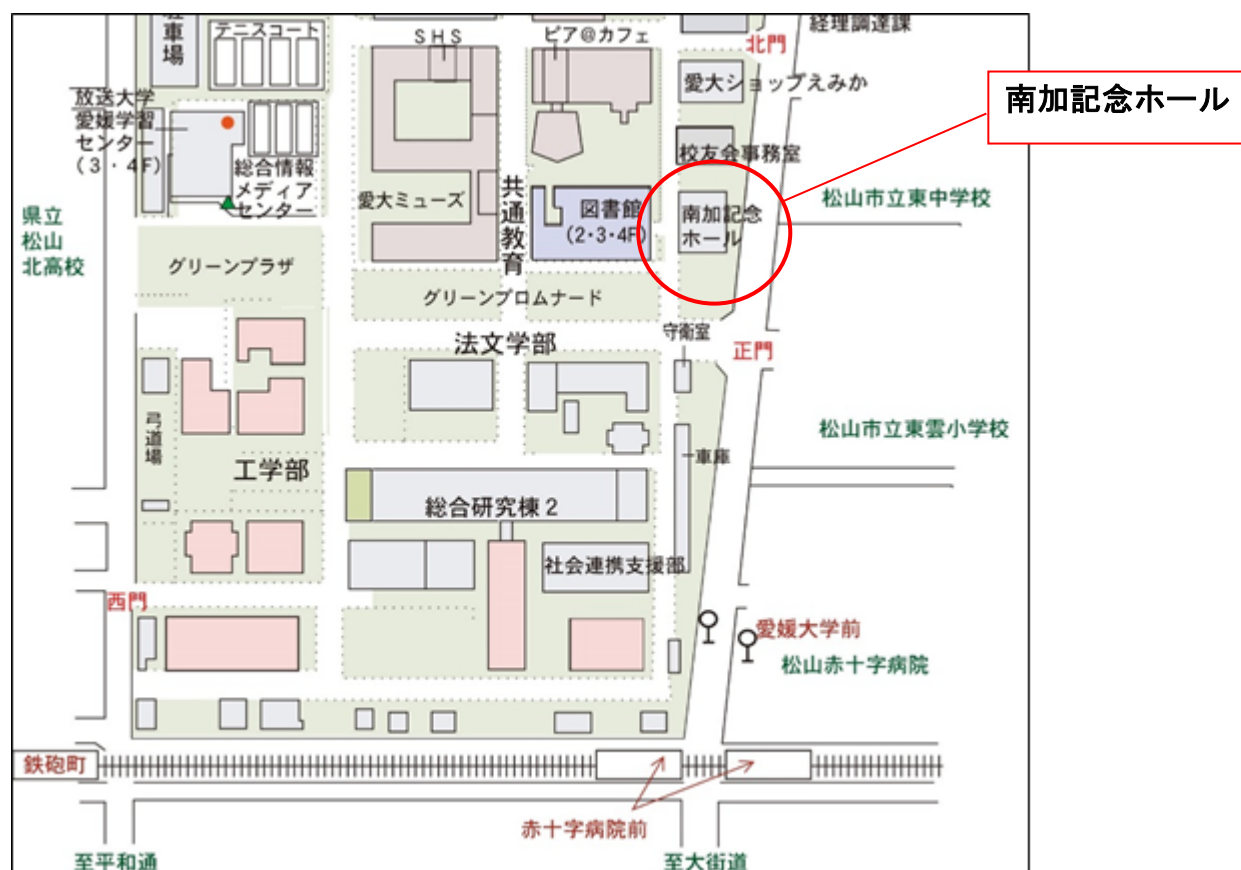 経理調達課
駐車場
テニスコート
SHS
ピア@カフェ
北門
愛大ショップえみか
南加記念ホール
放送大学
愛媛学習
センター
(3・4F)
総合情報
メディア
センター
校友会事務室
愛大ミューズ
共通教育
図書館
(2・3・4F)
南加記念
ホール
松山市立東中学校
県立
松山
北高校
グリーンプラザ
グリーンプロムナード
法文学部
守衛室
正門
弓道場
工学部
松山市立東雲小学校
車庫
総合研究棟2
社会連携支援部
西門
愛媛大学前
松山赤十字病院
鉄砲町
赤十字病院前
至平和通
至大街道